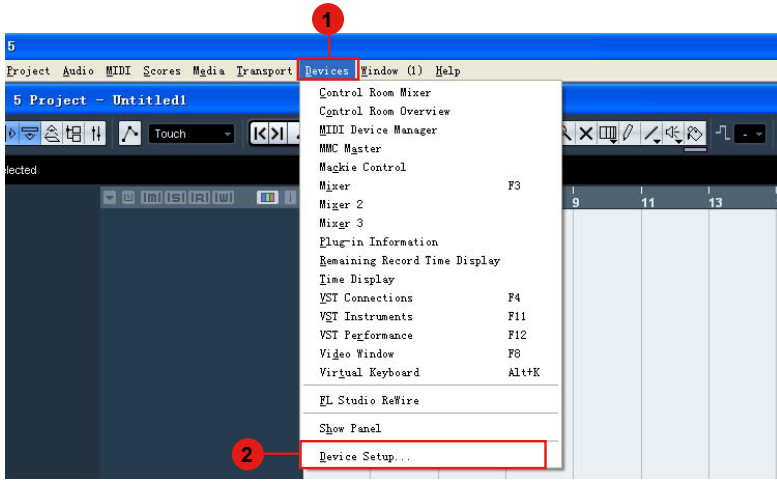 1
5
Project Audio MIDI Scores Media Transport Devices Window (1) Help
5 Project - Untitled1
Touch
lected
Control Room Mixer
Control Room Overview
MIDI Device Manager
MMC Master
Mackie Control
Mixer F3
Mixer 2
Mixer 3
Plug-in Information
Remaining Record Time Display
Time Display
VST Connections F4
VST Instruments F11
VST Performance F12
Video Window F8
Virtual Keyboard Alt+K
FL Studio ReWire
Show Panel
2
Device Setup...
[m] [S] [R] [W]
9 11 13